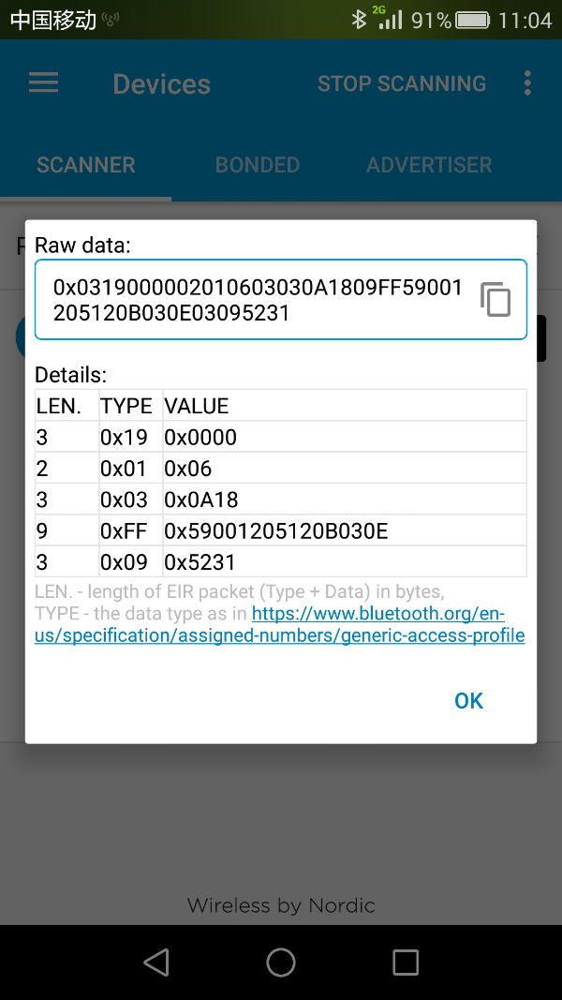 中国移动 2G 91% 11:04
Devices STOP SCANNING
SCANNER BONDED ADVERTISER
Raw data:
0x0319000002010603030A1809FF59001
205120B030E03095231
Details:
LEN. TYPE VALUE
3 0x19 0x0000
2 0x01 0x06
3 0x03 0x0A18
9 0xFF 0x59001205120B030E
3 0x09 0x5231
LEN. - length of EIR packet (Type + Data) in bytes,
TYPE - the data type as in https://www.bluetooth.org/en-
us/specification/assigned-numbers/generic-access-profile
OK
Wireless by Nordic